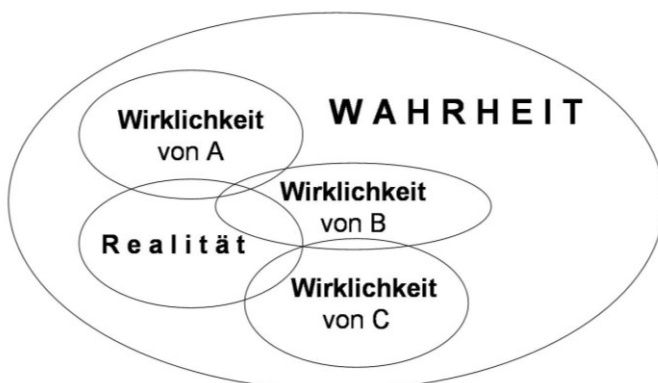 WAHRHEIT
Wirklichkeit
von A
Wirklichkeit
von B
Realität
Wirklichkeit
von C